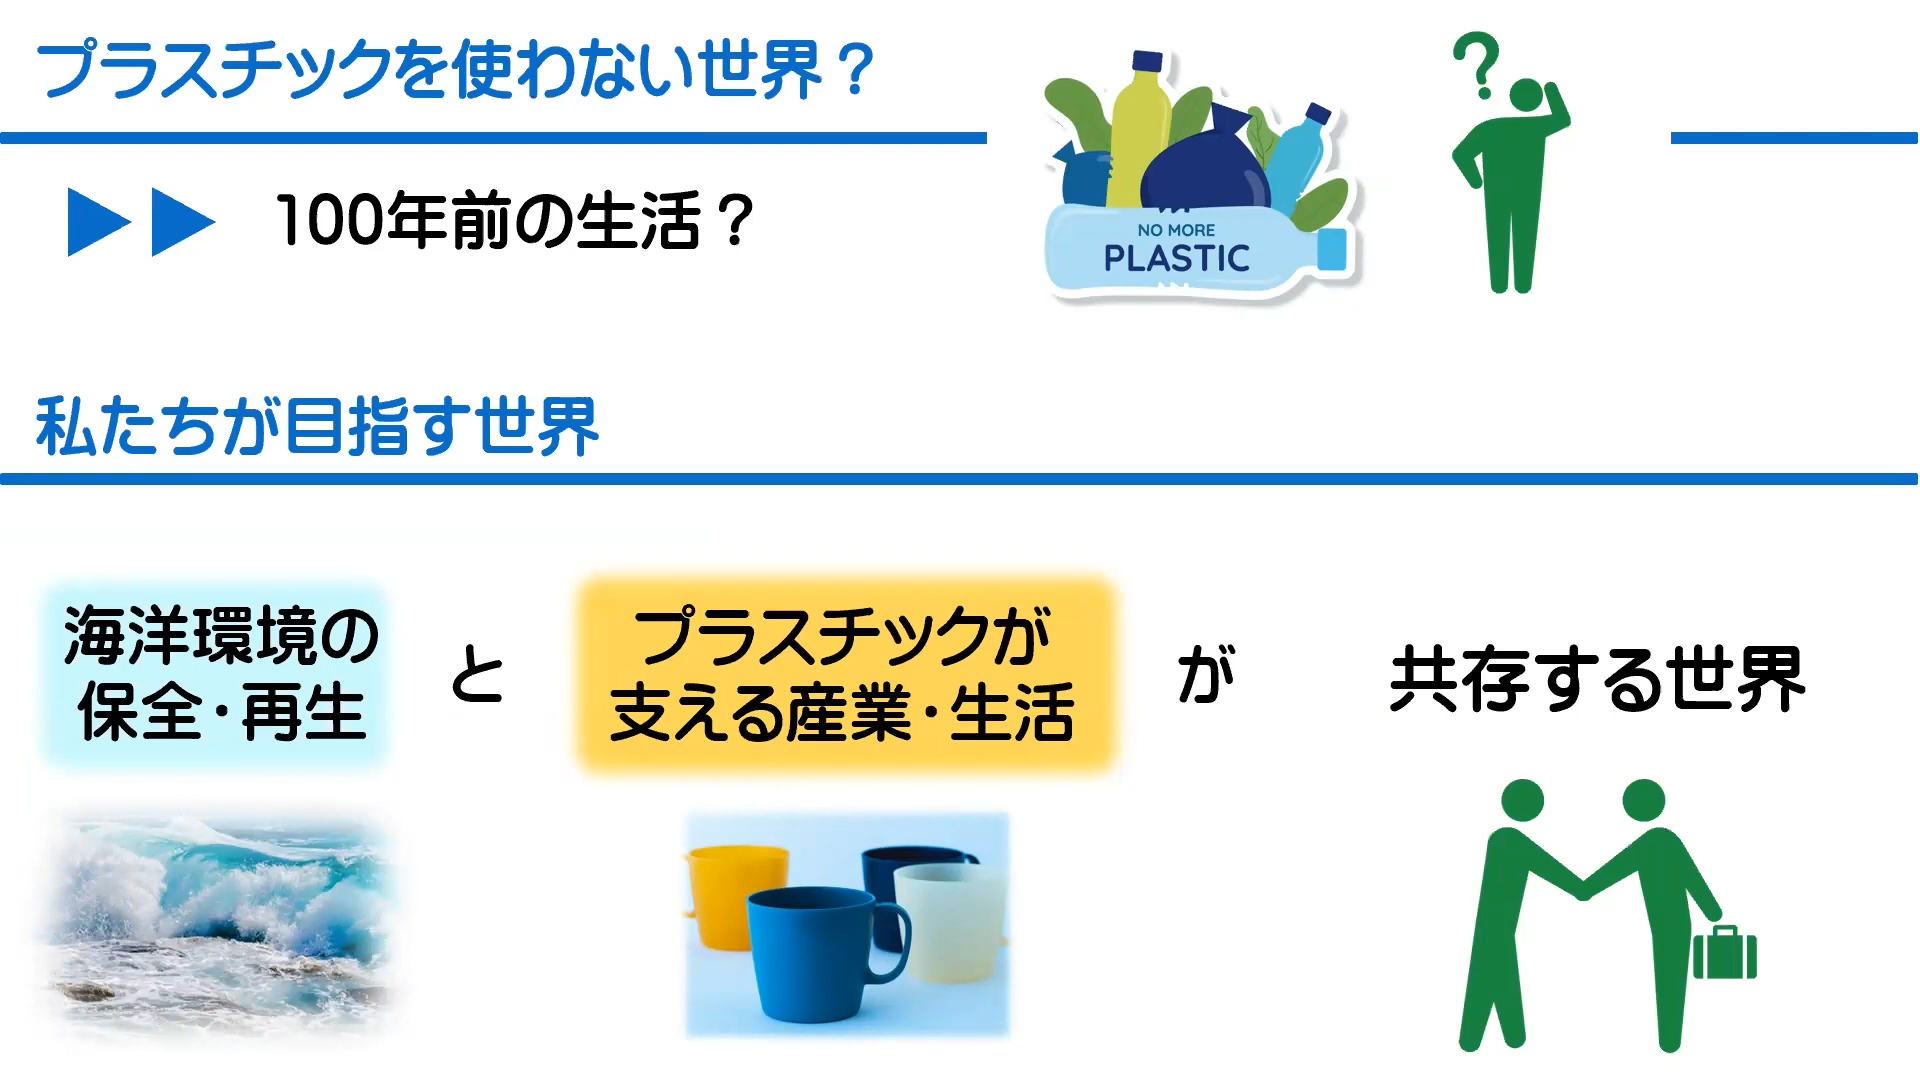 プラスチックを使わない世界？
100年前の生活？
NO MORE
PLASTIC
私たちが目指す世界
海洋環境の
保全・再生
と
プラスチックが
支える産業・生活
が
共存する世界